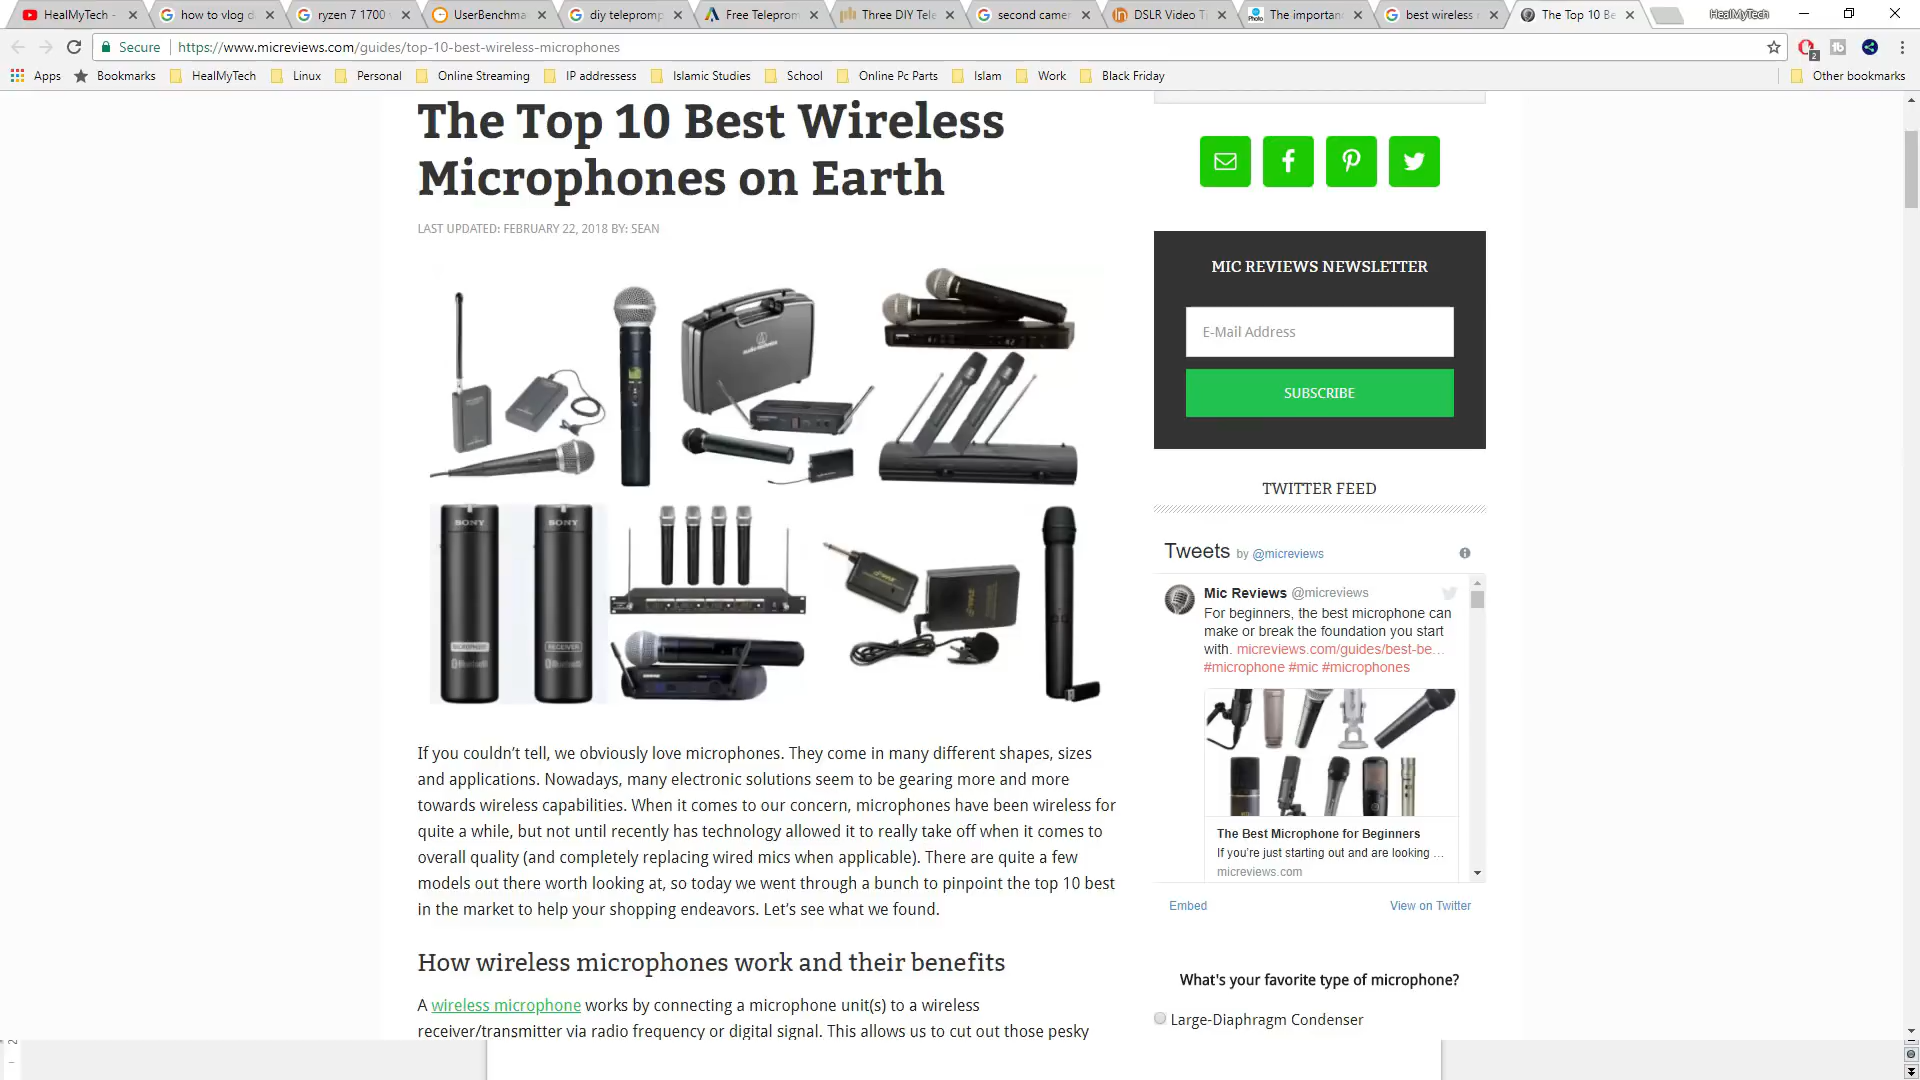 HealMyTech -
how to vlog d
ryzen 7 1700
UserBenchma
diy teleprom
Free Teleprom
Three DIY Tele
second camer
DSLR Video T
The importan
best wireless
The Top 10 Be
HealMyTech
Secure
https://www.micreviews.com/guides/top-10-best-wireless-microphones
2
Apps
Bookmarks
HealMyTech
Linux
Personal
Online Streaming
IP addressess
Islamic Studies
School
Online Pc Parts
Islam
Work
Black Friday
Other bookmarks
The Top 10 Best Wireless
Microphones on Earth
LAST UPDATED: FEBRUARY 22, 2018 BY: SEAN
audio-technica
SONY
SONY
MICROPHONE
RECEIVER
Bluetooth
Bluetooth
If you couldn’t tell, we obviously love microphones. They come in many different shapes, sizes
and applications. Nowadays, many electronic solutions seem to be gearing more and more
towards wireless capabilities. When it comes to our concern, microphones have been wireless for
quite a while, but not until recently has technology allowed it to really take off when it comes to
overall quality (and completely replacing wired mics when applicable). There are quite a few
models out there worth looking at, so today we went through a bunch to pinpoint the top 10 best
in the market to help your shopping endeavors. Let’s see what we found.
How wireless microphones work and their benefits
A wireless microphone works by connecting a microphone unit(s) to a wireless
receiver/transmitter via radio frequency or digital signal. This allows us to cut out those pesky
MIC REVIEWS NEWSLETTER
E-Mail Address
SUBSCRIBE
TWITTER FEED
Tweets by @micreviews
Mic Reviews @micreviews
For beginners, the best microphone can
make or break the foundation you start
with. micreviews.com/guides/best-be…
#microphone #mic #microphones
The Best Microphone for Beginners
If you’re just starting out and are looking …
micreviews.com
Embed
View on Twitter
What's your favorite type of microphone?
Large-Diaphragm Condenser
2